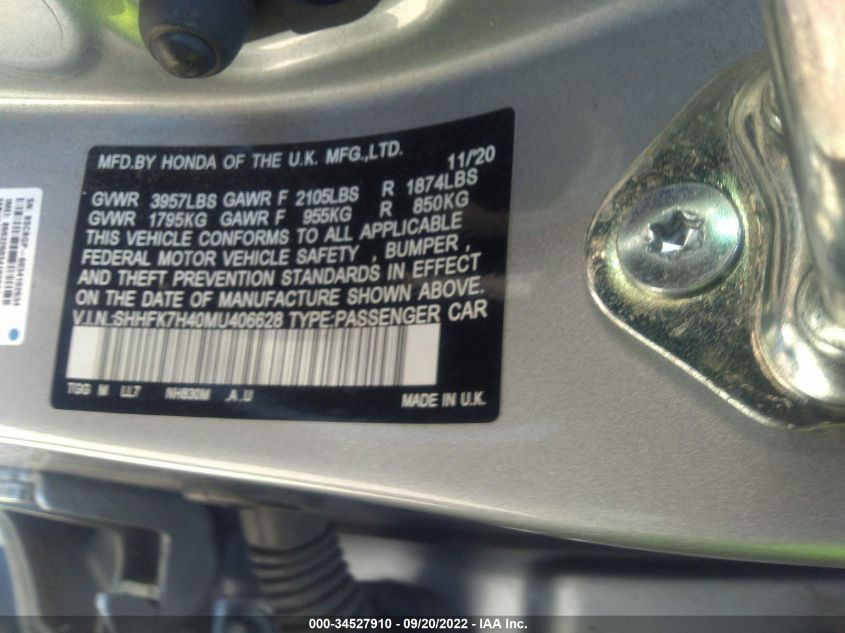 MFD.BY HONDA OF THE U.K. MFG.,LTD. 11/'20
GVWR 3957LBS GAWR F 2105LBS R 1874LBS
GVWR 1795KG GAWR F 955KG R 850KG
THIS VEHICLE CONFORMS TO ALL APPLICABLE
FEDERAL MOTOR VEHICLE SAFETY , BUMPER ,
AND THEFT PREVENTION STANDARDS IN EFFECT
ON THE DATE OF MANUFACTURE SHOWN ABOVE.
V.I.N.:SHHFK7H40MU406628 TYPE:PASSENGER CAR
TGG M LL7 NH830M .A .U
MADE IN U.K.
000-34527910 - 09/20/2022 - IAA Inc.